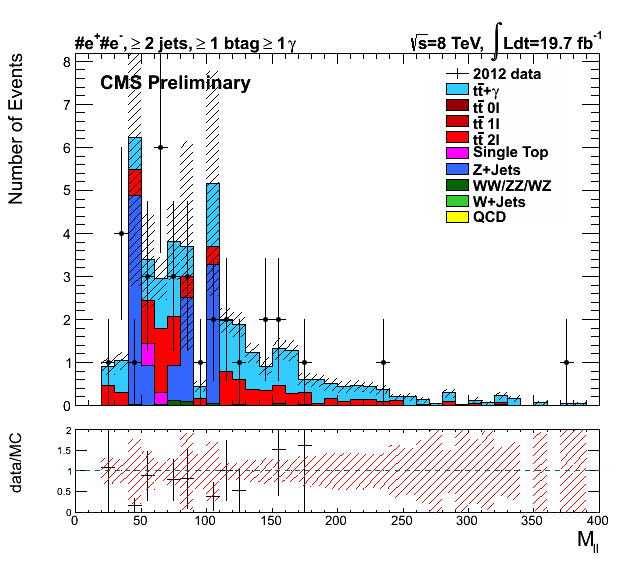 #e⁺#e⁻, ≥ 2 jets, ≥ 1 btag ≥ 1 γ
√s=8 TeV, ∫ Ldt=19.7 fb⁻¹
CMS Preliminary
2012 data
tt̄+γ
tt̄ 0l
tt̄ 1l
tt̄ 2l
Single Top
Z+Jets
WW/ZZ/WZ
W+Jets
QCD
Number of Events
8
7
6
5
4
3
2
1
0
data/MC
2
1.5
1
0.5
0
0 50 100 150 200 250 300 350 400
M_ll